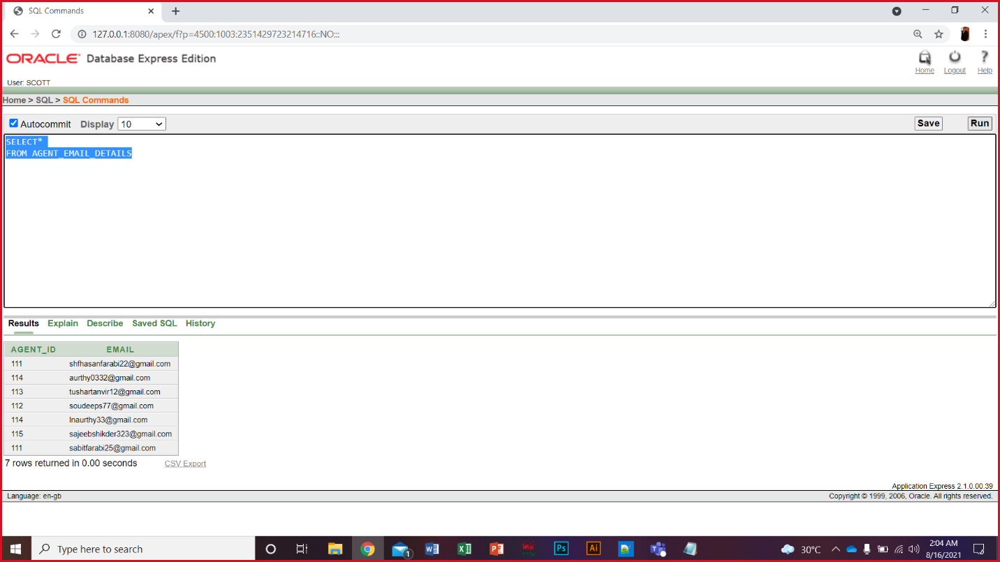 SQL Commands
127.0.0.1:8080/apex/f?p=4500:1003:2351429723214716::NO:::
ORACLE Database Express Edition
Home Logout Help
User: SCOTT
Home > SQL > SQL Commands
Autocommit Display 10 Save Run
SELECT*
FROM AGENT_EMAIL_DETAILS
Results Explain Describe Saved SQL History
AGENT_ID EMAIL
111 shfhasanfarabi22@gmail.com
114 aurthy0332@gmail.com
113 tushartanvir12@gmail.com
112 soudeeps77@gmail.com
114 lnaurthy33@gmail.com
115 sajeebshikder323@gmail.com
111 sabitfarabi25@gmail.com
7 rows returned in 0.00 seconds CSV Export
Application Express 2.1.0.00.39
Language: en-gb Copyright © 1999, 2006, Oracle. All rights reserved.
Type here to search 1 Ps Ai 30°C 2:04 AM
8/16/2021